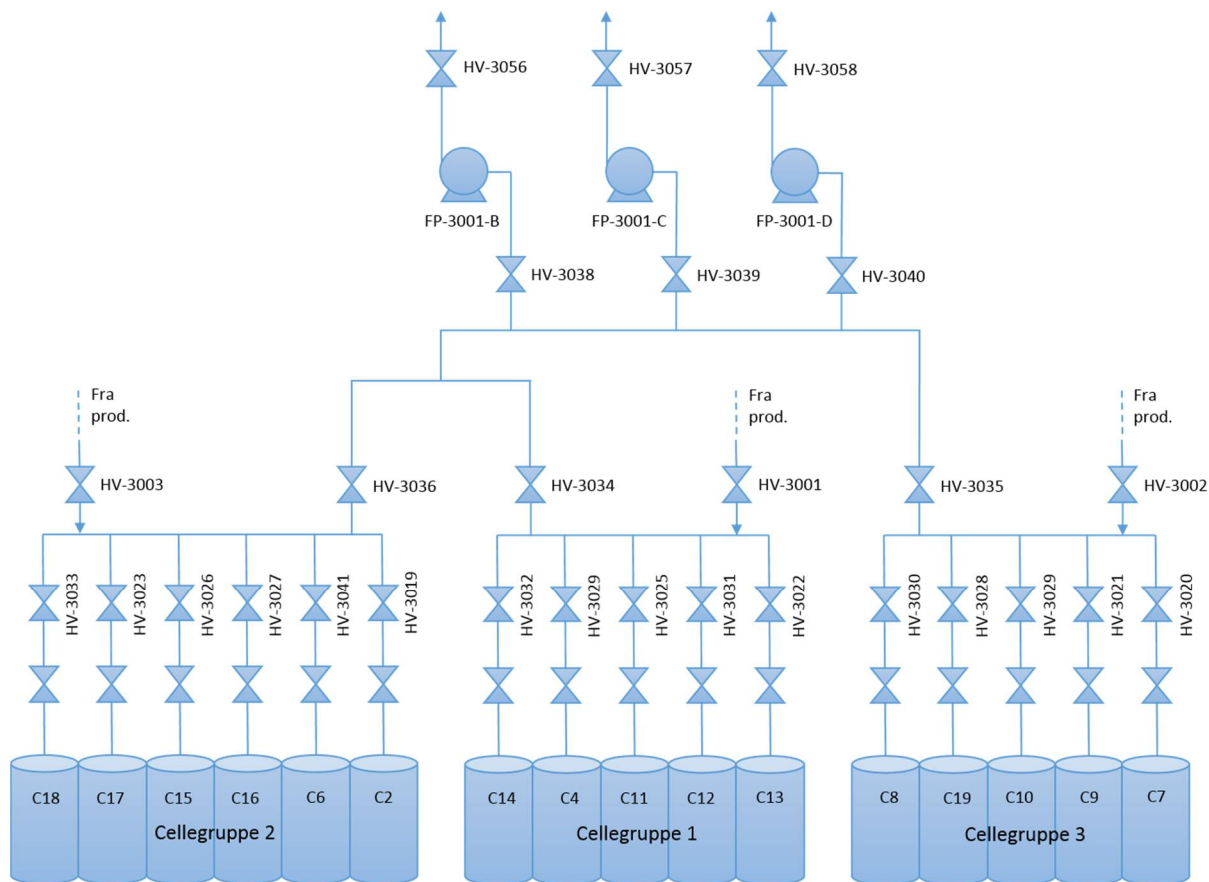 HV-3056
HV-3057
HV-3058
FP-3001-B
FP-3001-C
FP-3001-D
HV-3038
HV-3039
HV-3040
Fra
prod.
Fra
prod.
Fra
prod.
HV-3003
HV-3036
HV-3034
HV-3001
HV-3035
HV-3002
HV-3033
HV-3023
HV-3026
HV-3027
HV-3041
HV-3019
HV-3032
HV-3029
HV-3025
HV-3031
HV-3022
HV-3030
HV-3028
HV-3029
HV-3021
HV-3020
C18
C17
C15
C16
C6
C2
C14
C4
C11
C12
C13
C8
C19
C10
C9
C7
Cellegruppe 2
Cellegruppe 1
Cellegruppe 3